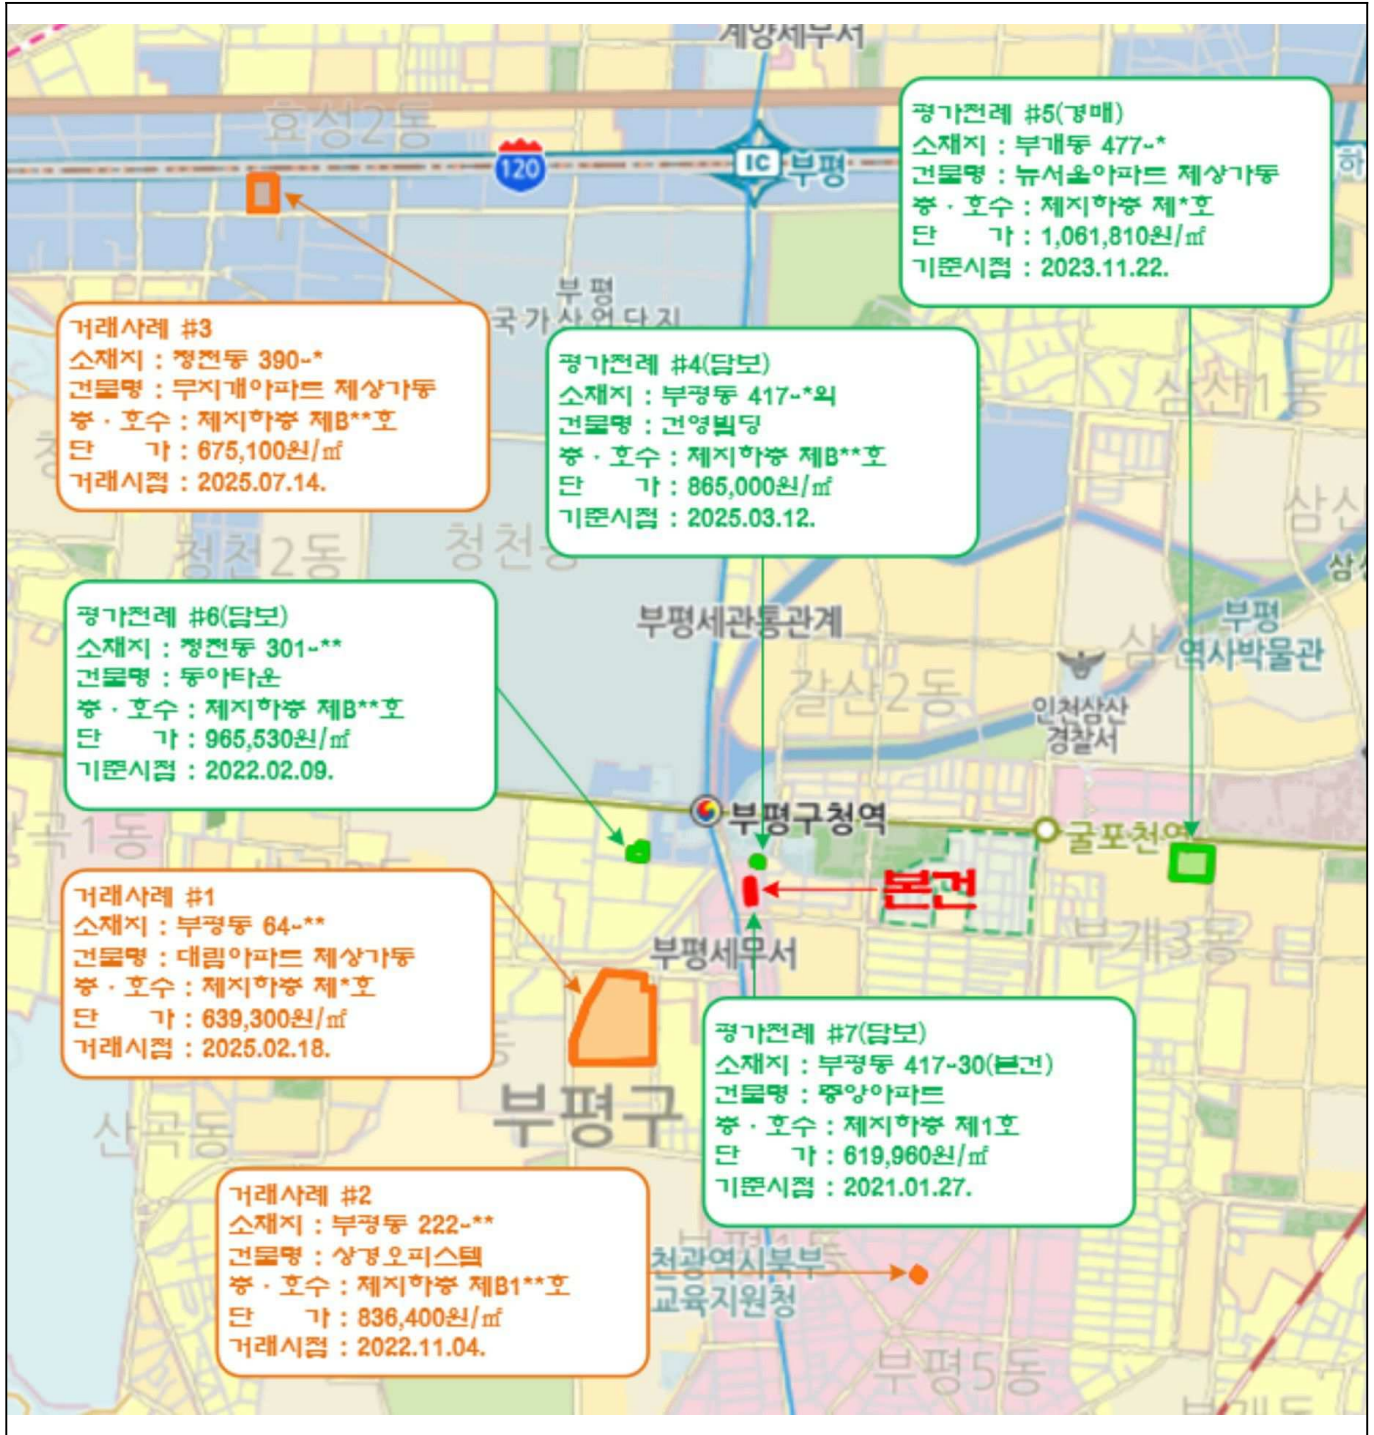 계양세무서
효성2동
120
IC 부평
평가전례 #5(경매)
소재지 : 부개동 477-*
건물명 : 뉴서울아파트 제상가동
층 · 호수 : 제지하층 제*호
단 가 : 1,061,810원/㎡
기준시점 : 2023.11.22.
하
부평
국가산업단지
거래사례 #3
소재지 : 청천동 390-*
건물명 : 무지개아파트 제상가동
층 · 호수 : 제지하층 제B**호
단 가 : 675,100원/㎡
거래시점 : 2025.07.14.
평가전례 #4(담보)
소재지 : 부평동 417-*외
건물명 : 건영빌딩
층 · 호수 : 제지하층 제B**호
단 가 : 865,000원/㎡
기준시점 : 2025.03.12.
삼산1동
삼산
청천2동
청천
삼
평가전례 #6(담보)
소재지 : 청천동 301-**
건물명 : 동아타운
층 · 호수 : 제지하층 제B**호
단 가 : 965,530원/㎡
기준시점 : 2022.02.09.
부평세관통관계
부평
역사박물관
삼
갈산2동
인천삼산
경찰서
부평구청역
굴포천역
곡1동
본건
부개3동
부평세무서
거래사례 #1
소재지 : 부평동 64-**
건물명 : 대림아파트 제상가동
층 · 호수 : 제지하층 제*호
단 가 : 639,300원/㎡
거래시점 : 2025.02.18.
평가전례 #7(담보)
소재지 : 부평동 417-30(본건)
건물명 : 중앙아파트
층 · 호수 : 제지하층 제1호
단 가 : 619,960원/㎡
기준시점 : 2021.01.27.
동
부평구
산곡동
거래사례 #2
소재지 : 부평동 222-**
건물명 : 상경오피스텔
층 · 호수 : 제지하층 제B1**호
단 가 : 836,400원/㎡
거래시점 : 2022.11.04.
천광역시북부
교육지원청
부평5동